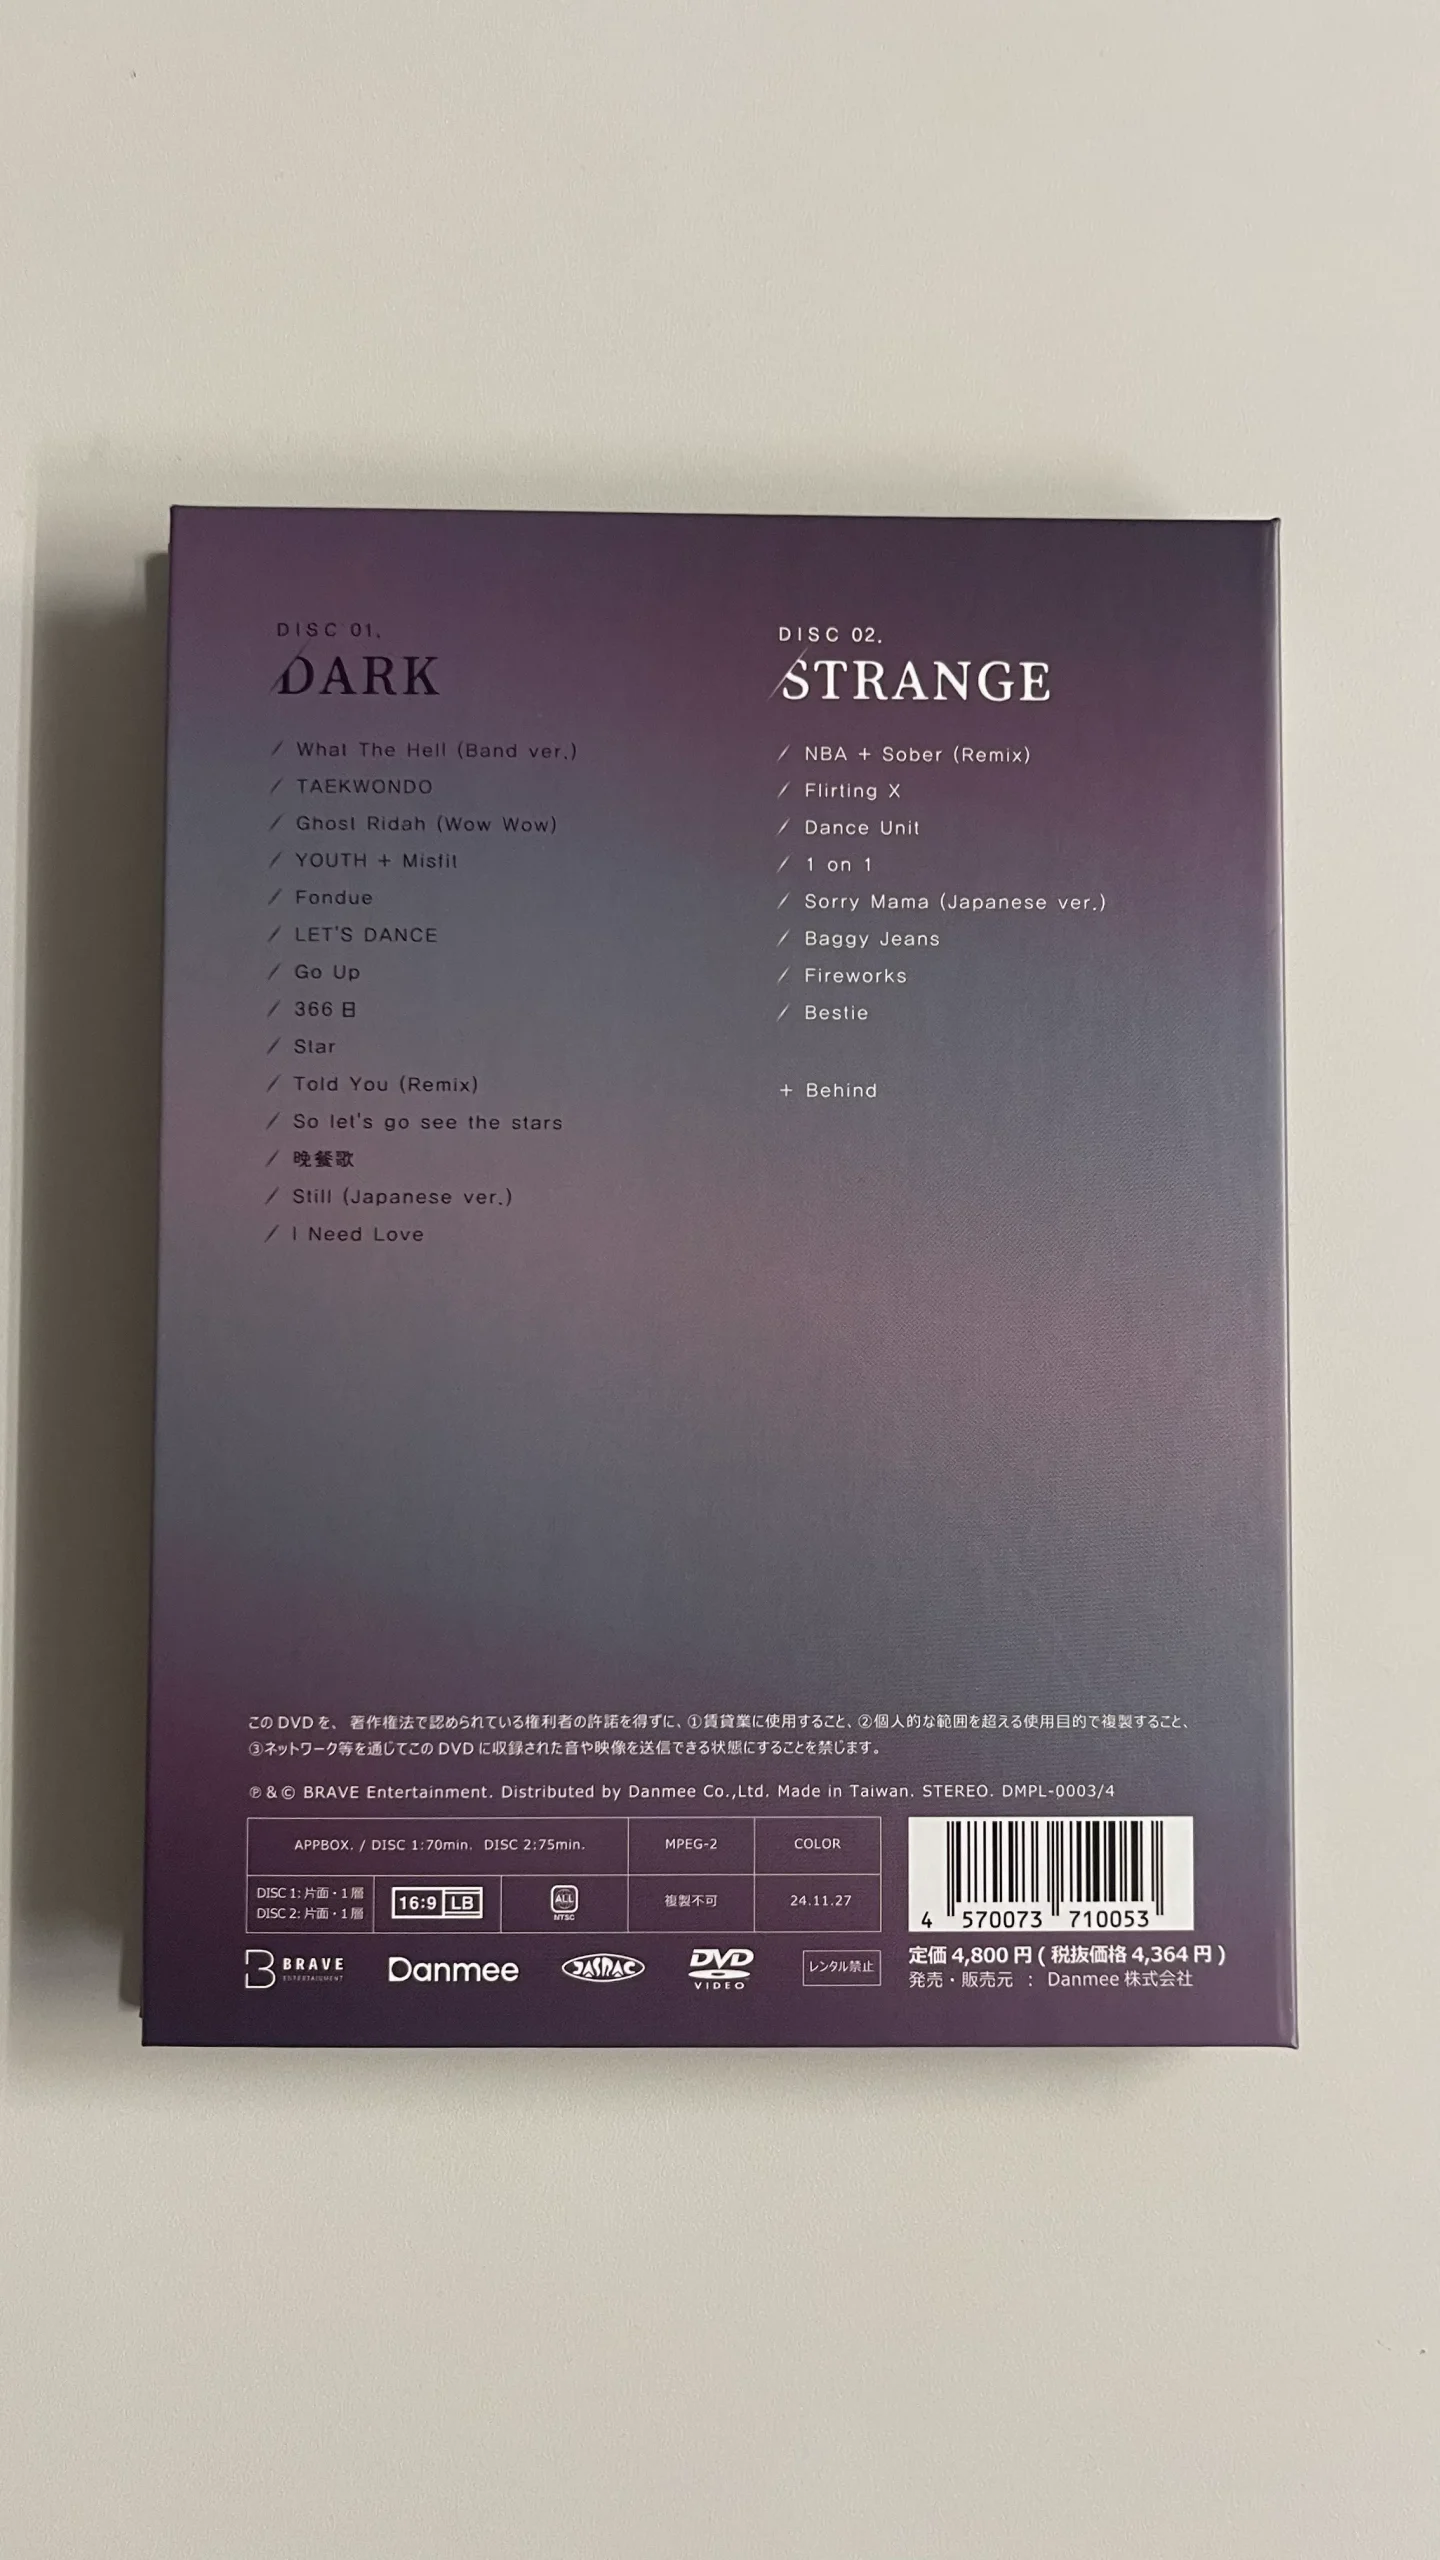 DISC 01.
DARK
/ What The Hell (Band ver.)
/ TAEKWONDO
/ Ghost Ridah (Wow Wow)
/ YOUTH + Misfit
/ Fondue
/ LET'S DANCE
/ Go Up
/ 366日
/ Star
/ Told You (Remix)
/ So let's go see the stars
/ 晩餐歌
/ Still (Japanese ver.)
/ I Need Love
DISC 02.
STRANGE
/ NBA + Sober (Remix)
/ Flirting X
/ Dance Unit
/ 1 on 1
/ Sorry Mama (Japanese ver.)
/ Baggy Jeans
/ Fireworks
/ Bestie
+ Behind
このDVDを、著作権法で認められている権利者の許諾を得ずに、①賃貸業に使用すること、②個人的な範囲を超える使用目的で複製すること、
③ネットワーク等を通じてこのDVDに収録された音や映像を送信できる状態にすることを禁じます。
℗&© BRAVE Entertainment. Distributed by Danmee Co.,Ltd. Made in Taiwan. STEREO. DMPL-0003/4
APPBOX. / DISC 1:70min. DISC 2:75min.
MPEG-2
COLOR
DISC 1: 片面・1層
DISC 2: 片面・1層
16:9 LB
ALL
NTSC
複製不可
24.11.27
4 570073 710053
定価 4,800 円 ( 税抜価格 4,364 円 )
発売・販売元 : Danmee 株式会社
BRAVE
ENTERTAINMENT
Danmee
JASRAC
DVD
VIDEO
レンタル禁止